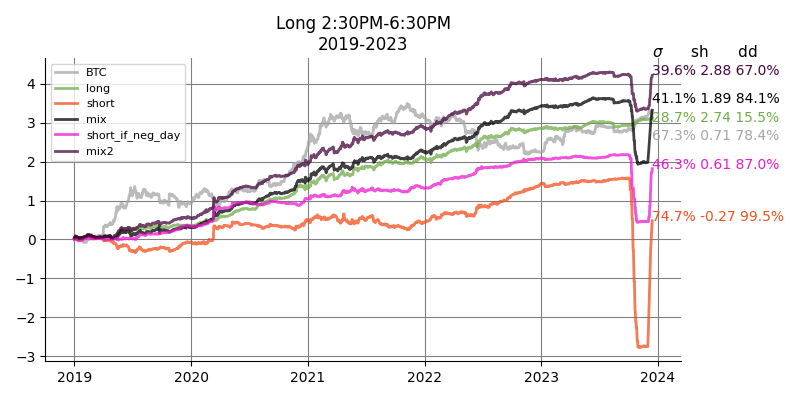 Long 2:30PM-6:30PM
2019-2023
σ sh dd
39.6% 2.88 67.0%
41.1% 1.89 84.1%
28.7% 2.74 15.5%
67.3% 0.71 78.4%
46.3% 0.61 87.0%
74.7% -0.27 99.5%
BTC
long
short
mix
short_if_neg_day
mix2
4
3
2
1
0
−1
−2
−3
2019 2020 2021 2022 2023 2024